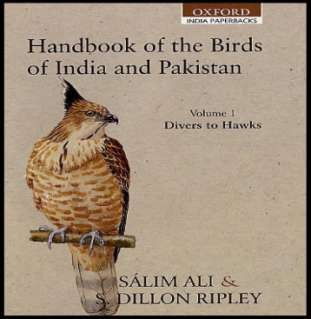 OXFORD
INDIA PAPERBACKS
Handbook of the Birds
of India and Pakistan
Volume 1
Divers to Hawks
SÁLIM ALI &
S. DILLON RIPLEY